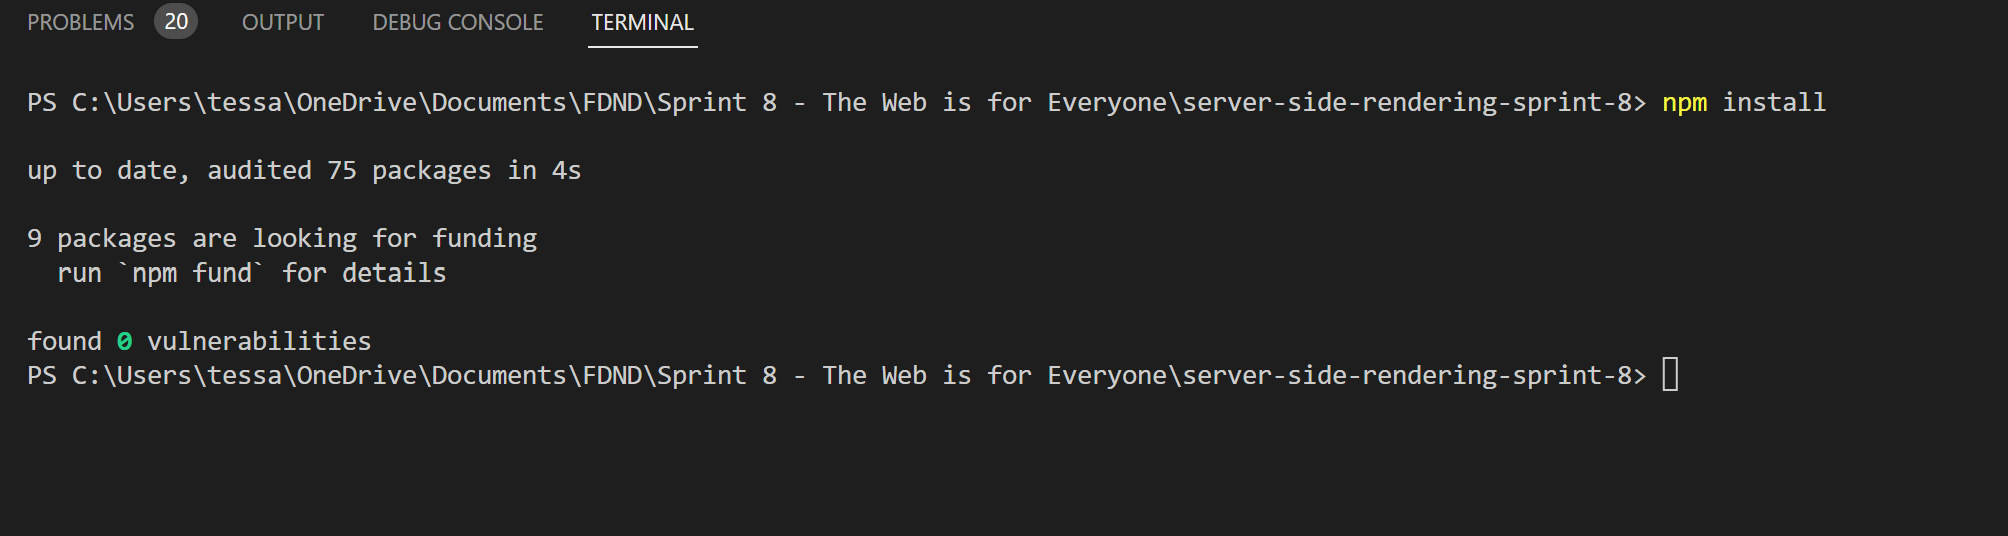 PROBLEMS 20 OUTPUT DEBUG CONSOLE TERMINAL
PS C:\Users\tessa\OneDrive\Documents\FDND\Sprint 8 - The Web is for Everyone\server-side-rendering-sprint-8> npm install
up to date, audited 75 packages in 4s
9 packages are looking for funding
  run `npm fund` for details
found 0 vulnerabilities
PS C:\Users\tessa\OneDrive\Documents\FDND\Sprint 8 - The Web is for Everyone\server-side-rendering-sprint-8>